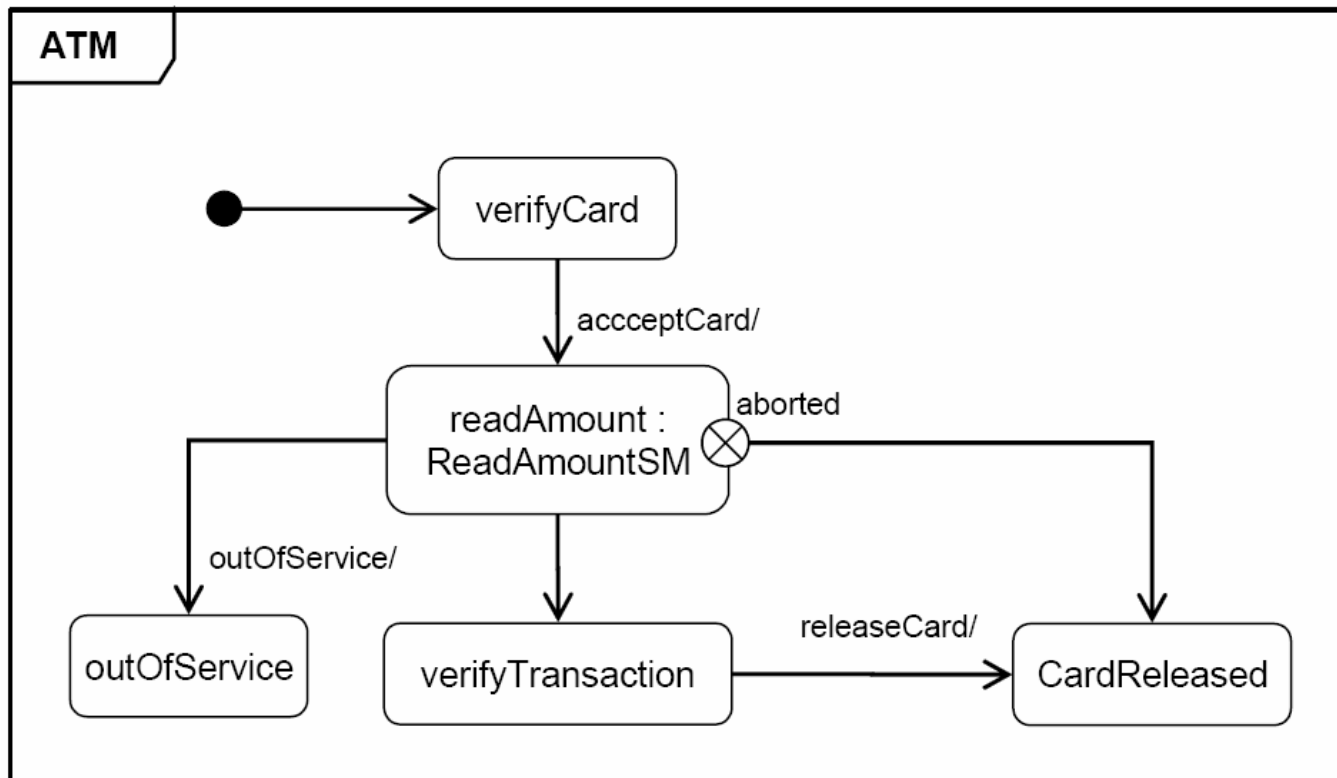 ATM
verifyCard
accceptCard/
readAmount :
ReadAmountSM
aborted
outOfService/
outOfService
verifyTransaction
releaseCard/
CardReleased